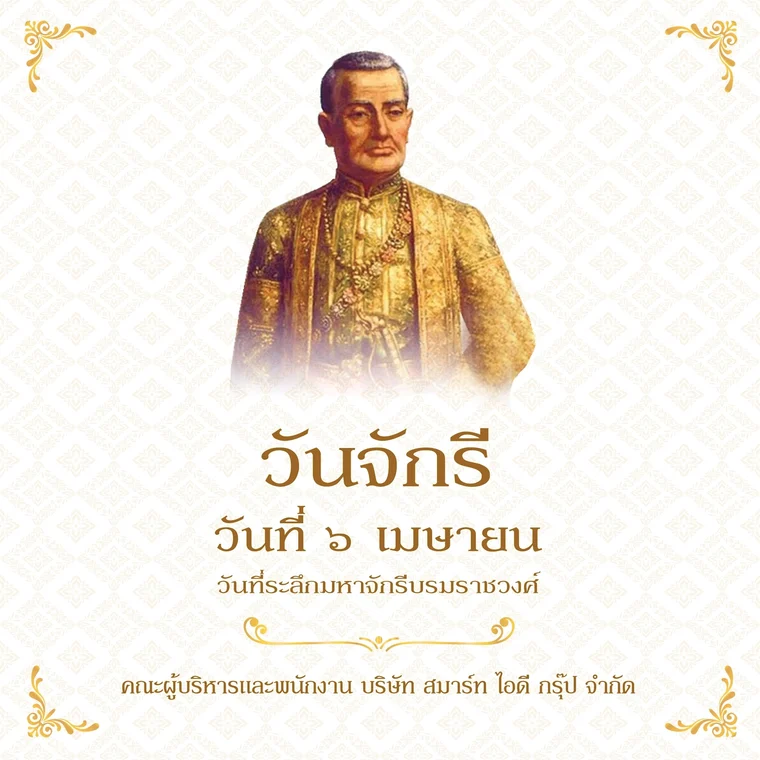 วันจักรี
วันที่ ๖ เมษายน
วันที่ระลึกมหาจักรีบรมราชวงศ์
คณะผู้บริหารและพนักงาน บริษัท สมาร์ท ไอดี กรุ๊ป จำกัด